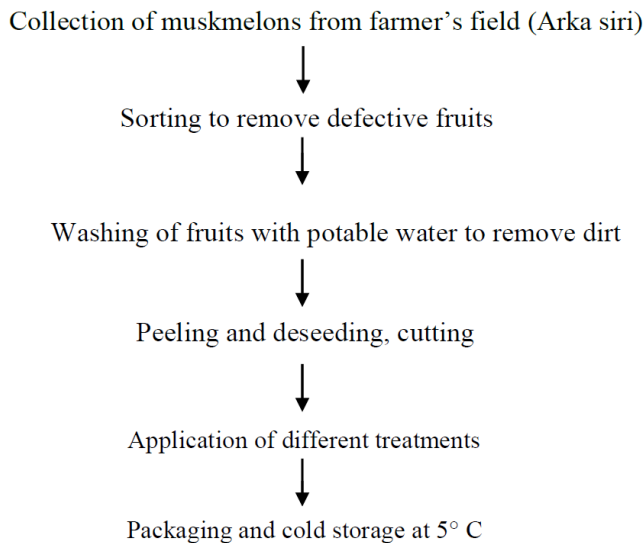 Collection of muskmelons from farmer’s field (Arka siri)
Sorting to remove defective fruits
Washing of fruits with potable water to remove dirt
Peeling and deseeding, cutting
Application of different treatments
Packaging and cold storage at 5° C